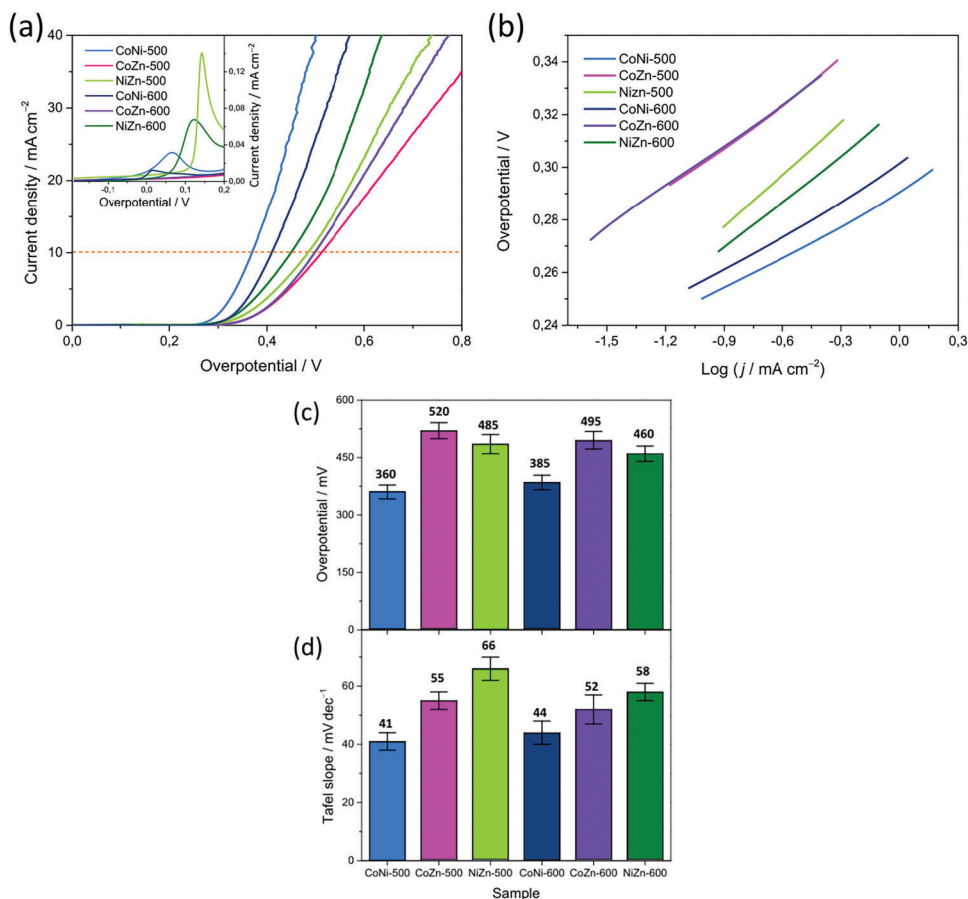 (a)
40
30
20
10
0
Current density / mA cm⁻²
0,0
0,2
0,4
0,6
0,8
Overpotential / V
CoNi-500
CoZn-500
NiZn-500
CoNi-600
CoZn-600
NiZn-600
0,12
0,08
0,04
0,00
Current density / mA cm⁻²
-0,1
0,0
0,1
0,2
Overpotential / V
(b)
0,34
0,32
0,30
0,28
0,26
0,24
Overpotential / V
-1,5
-1,2
-0,9
-0,6
-0,3
0,0
0,3
Log (j / mA cm⁻²)
CoNi-500
CoZn-500
Nizn-500
CoNi-600
CoZn-600
NiZn-600
(c)
600
450
300
150
0
Overpotential / mV
360
520
485
385
495
460
(d)
60
40
20
0
Tafel slope / mV dec⁻¹
41
55
66
44
52
58
CoNi-500 CoZn-500 NiZn-500 CoNi-600 CoZn-600 NiZn-600
Sample